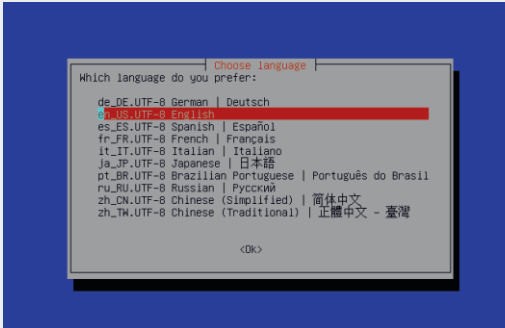 Choose language
Which language do you prefer:
de_DE.UTF-8 German | Deutsch
en_US.UTF-8 English
es_ES.UTF-8 Spanish | Español
fr_FR.UTF-8 French | Français
it_IT.UTF-8 Italian | Italiano
ja_JP.UTF-8 Japanese | 日本語
pt_BR.UTF-8 Brazilian Portuguese | Português do Brasil
ru_RU.UTF-8 Russian | Русский
zh_CN.UTF-8 Chinese (Simplified) | 简体中文
zh_TW.UTF-8 Chinese (Traditional) | 正體中文 - 臺灣
<Ok>